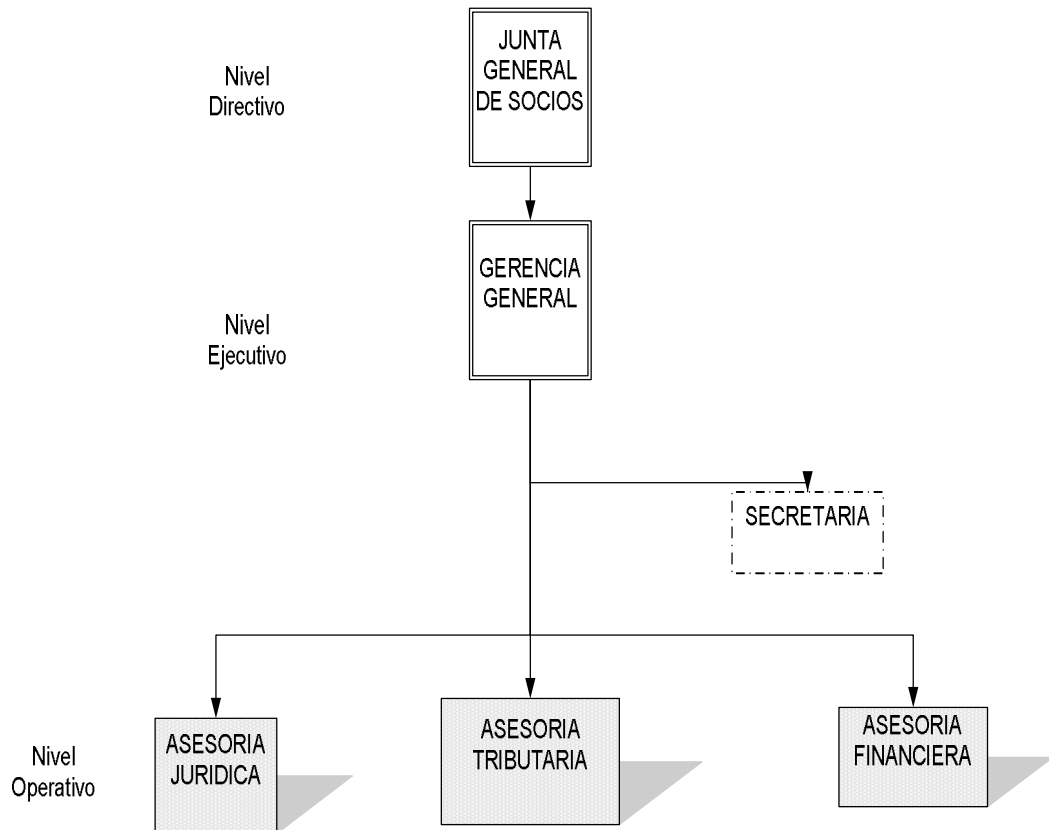 Nivel
Directivo
JUNTA
GENERAL
DE SOCIOS
Nivel
Ejecutivo
GERENCIA
GENERAL
SECRETARIA
Nivel
Operativo
ASESORIA
JURIDICA
ASESORIA
TRIBUTARIA
ASESORIA
FINANCIERA